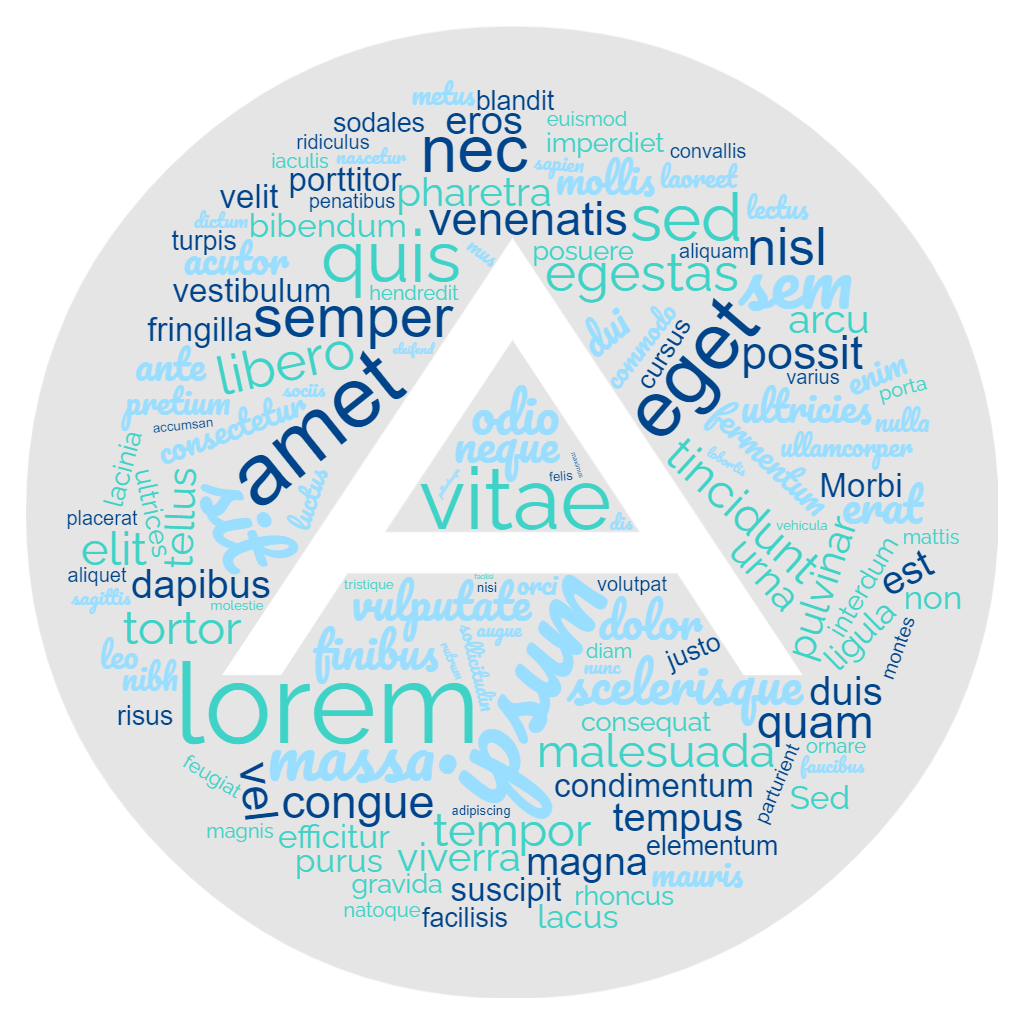 metus
blandit
sodales
eros
euismod
ridiculus
nec
imperdiet
convallis
iaculis
nascetur
sapien
mollis
laoreet
porttitor
velit
penatibus
pharetra
venenatis
sed
lectus
dictum
bibendum
turpis
quis
mus
posuere
aliquam
nisl
acutor
egestas
sem
vestibulum
hendredit
fringilla
semper
dui
commodo
cursus
eget
arcu
possit
eleifend
libero
ante
amet
varius
enim
porta
sociis
pretium
consectetur
accumsan
odio
neque
ultricies
nulla
fermentum
ullamcorper
lobortis
lacinia
ultrices
tellus
sit
luctus
maximus
felis
vitae
dis
tincidunt
Morbi
erat
placerat
vehicula
urna
pulvinar
interdum
mattis
elit
aliquet
dapibus
est
non
sagittis
molestie
tristique
facilisi
nisi
orci
volutpat
ipsum
vulputate
dolor
tortor
augue
sollicitudin
rutrum
finibus
diam
justo
ligula
montes
leo
nibh
nunc
scelerisque
duis
lorem
risus
consequat
quam
massa
malesuada
ornare
faucibus
feugiat
vel
condimentum
parturient
Sed
congue
adipiscing
tempus
magnis
efficitur
tempor
elementum
purus
viverra
magna
mauris
gravida
suscipit
rhoncus
natoque
facilisis
lacus
A